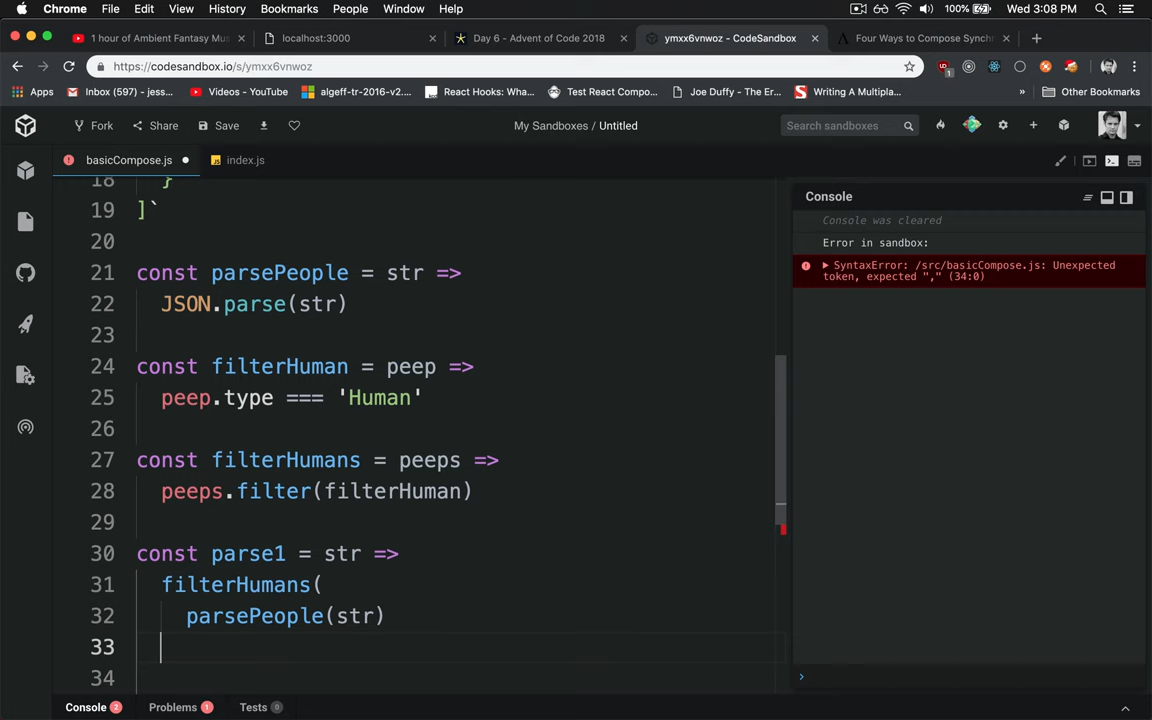 Chrome File Edit View History Bookmarks People Window Help 100% Wed 3:08 PM
1 hour of Ambient Fantasy Mus
localhost:3000
Day 6 - Advent of Code 2018
ymxx6vnwoz - CodeSandbox
Four Ways to Compose Synchr
https://codesandbox.io/s/ymxx6vnwoz
Apps Inbox (597) - jess... Videos - YouTube algeff-tr-2016-v2... React Hooks: Wha... Test React Compo... Joe Duffy - The Er... Writing A Multipla... » Other Bookmarks
Fork Share Save My Sandboxes / Untitled Search sandboxes
basicCompose.js
JS index.js
18 }
19 ]`
20
21 const parsePeople = str =>
22 JSON.parse(str)
23
24 const filterHuman = peep =>
25 peep.type === 'Human'
26
27 const filterHumans = peeps =>
28 peeps.filter(filterHuman)
29
30 const parse1 = str =>
31 filterHumans(
32 parsePeople(str)
33
34
Console
Console was cleared
Error in sandbox:
SyntaxError: /src/basicCompose.js: Unexpected
token, expected "," (34:0)
Console 2 Problems 1 Tests 0